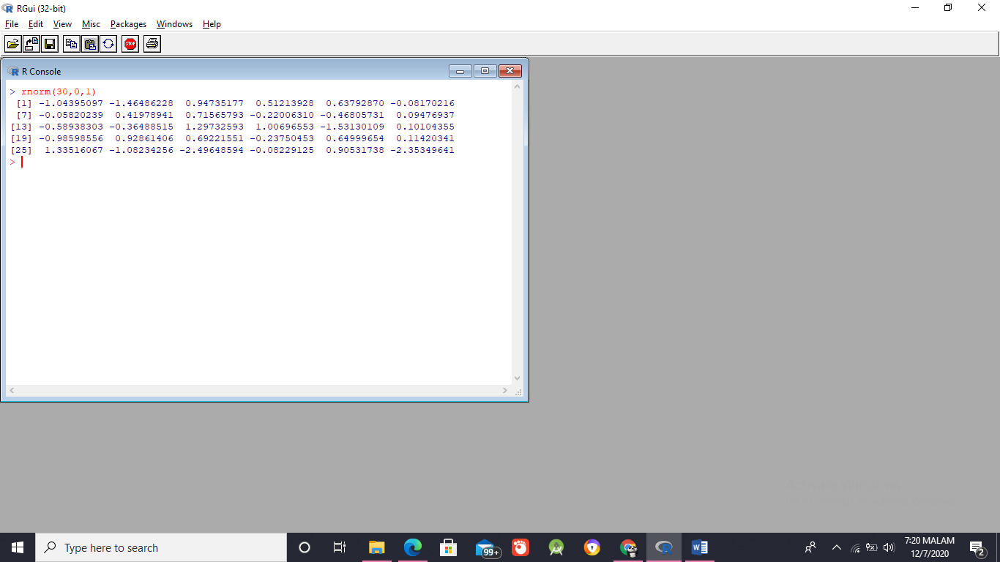 RGui (32-bit)
File Edit View Misc Packages Windows Help
STOP
R Console
> rnorm(30,0,1)
[1] -1.04395097 -1.46486228 0.94735177 0.51213928 0.63792870 -0.08170216
[7] -0.05820239 0.41978941 0.71565793 -0.22006310 -0.46805731 0.09476937
[13] -0.58938303 -0.36488515 1.29732593 1.00696553 -1.53130109 0.10104355
[19] -0.98598556 0.92861406 0.69221551 -0.23750453 0.64999654 0.11420341
[25] 1.33516067 -1.08234256 -2.49648594 -0.08229125 0.90531738 -2.35349641
>
Type here to search
99+
7:20 MALAM
12/7/2020
2